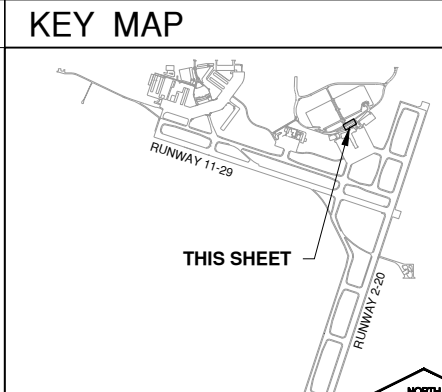 KEY MAP
RUNWAY 11-29
THIS SHEET
RUNWAY 2-20
NORTH